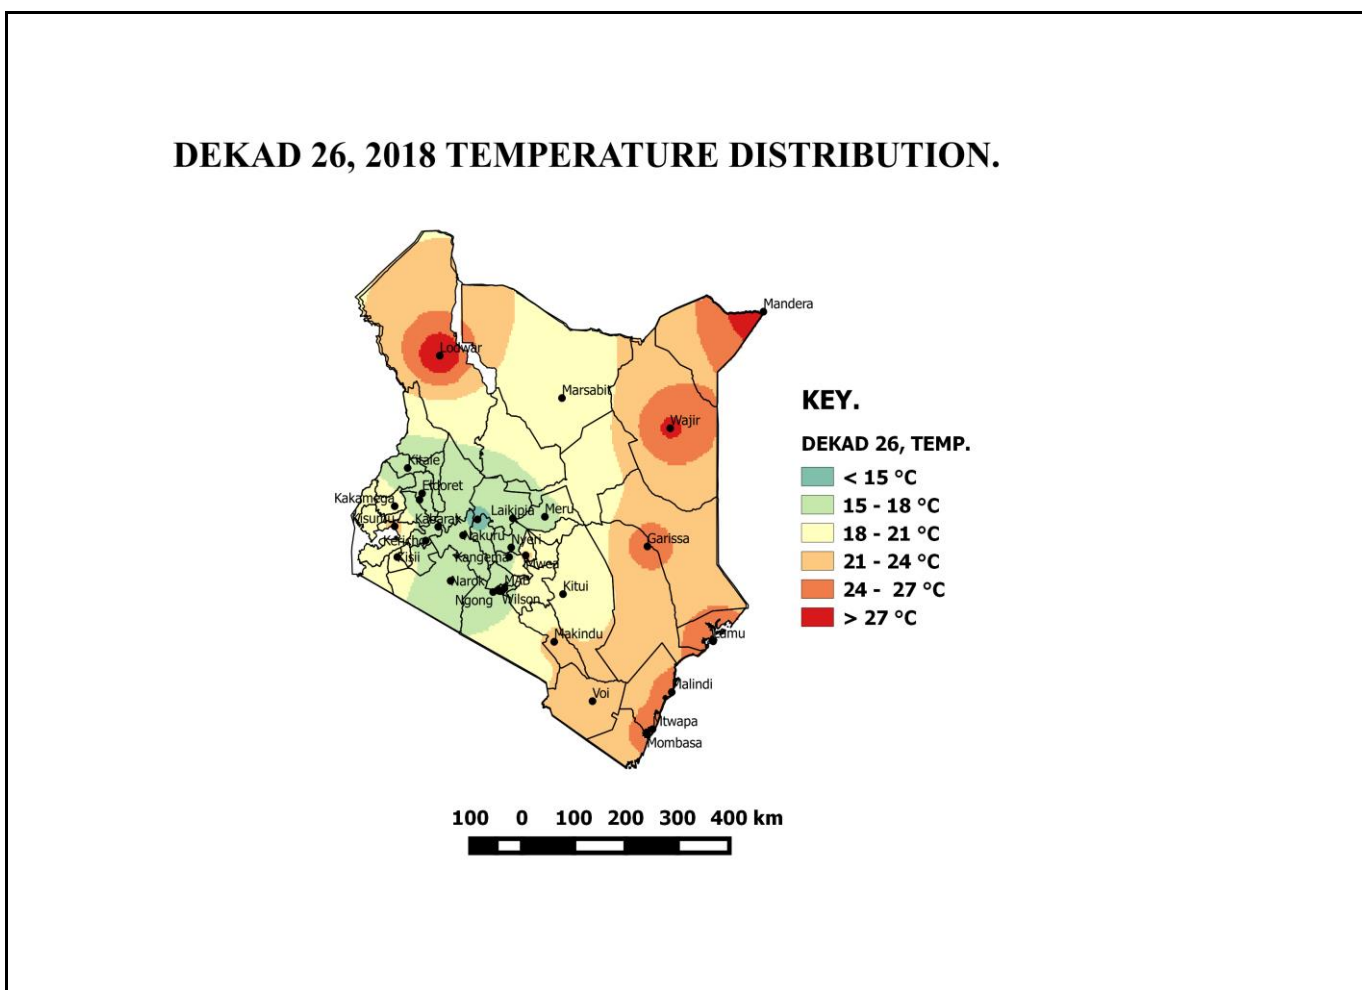 DEKAD 26, 2018 TEMPERATURE DISTRIBUTION.
Mandera
Lodwar
Marsabit
Wajir
KEY.
DEKAD 26, TEMP.
< 15 °C
15 - 18 °C
18 - 21 °C
21 - 24 °C
24 - 27 °C
> 27 °C
Kitale
Eldoret
Kakamega
Kisumu
Kabarak
Laikipia
Meru
Kericho
Nakuru
Nyeri
Garissa
Kisii
Kangema
Mwea
Narok
MAB
Kitui
Ngong
Wilson
Makindu
Lamu
Voi
Malindi
Mtwapa
Mombasa
100 0 100 200 300 400 km